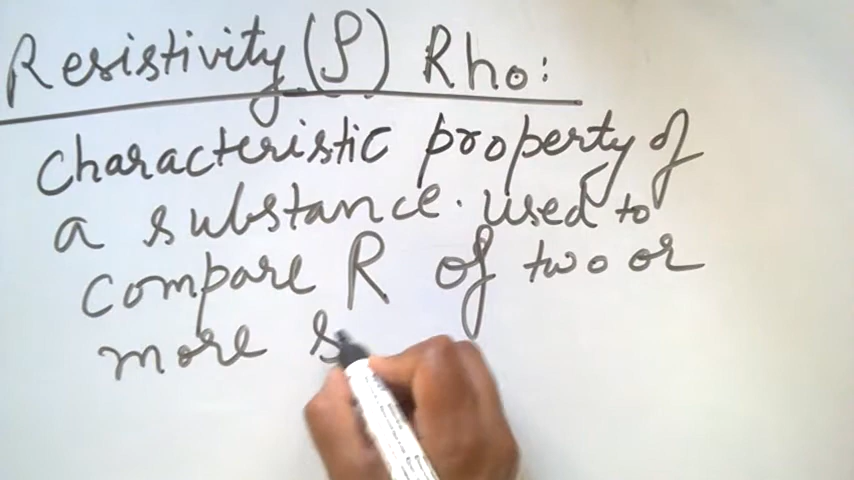 Resistivity (ρ) Rho:
Characteristic property of
a substance. used to
compare R of two or
more s